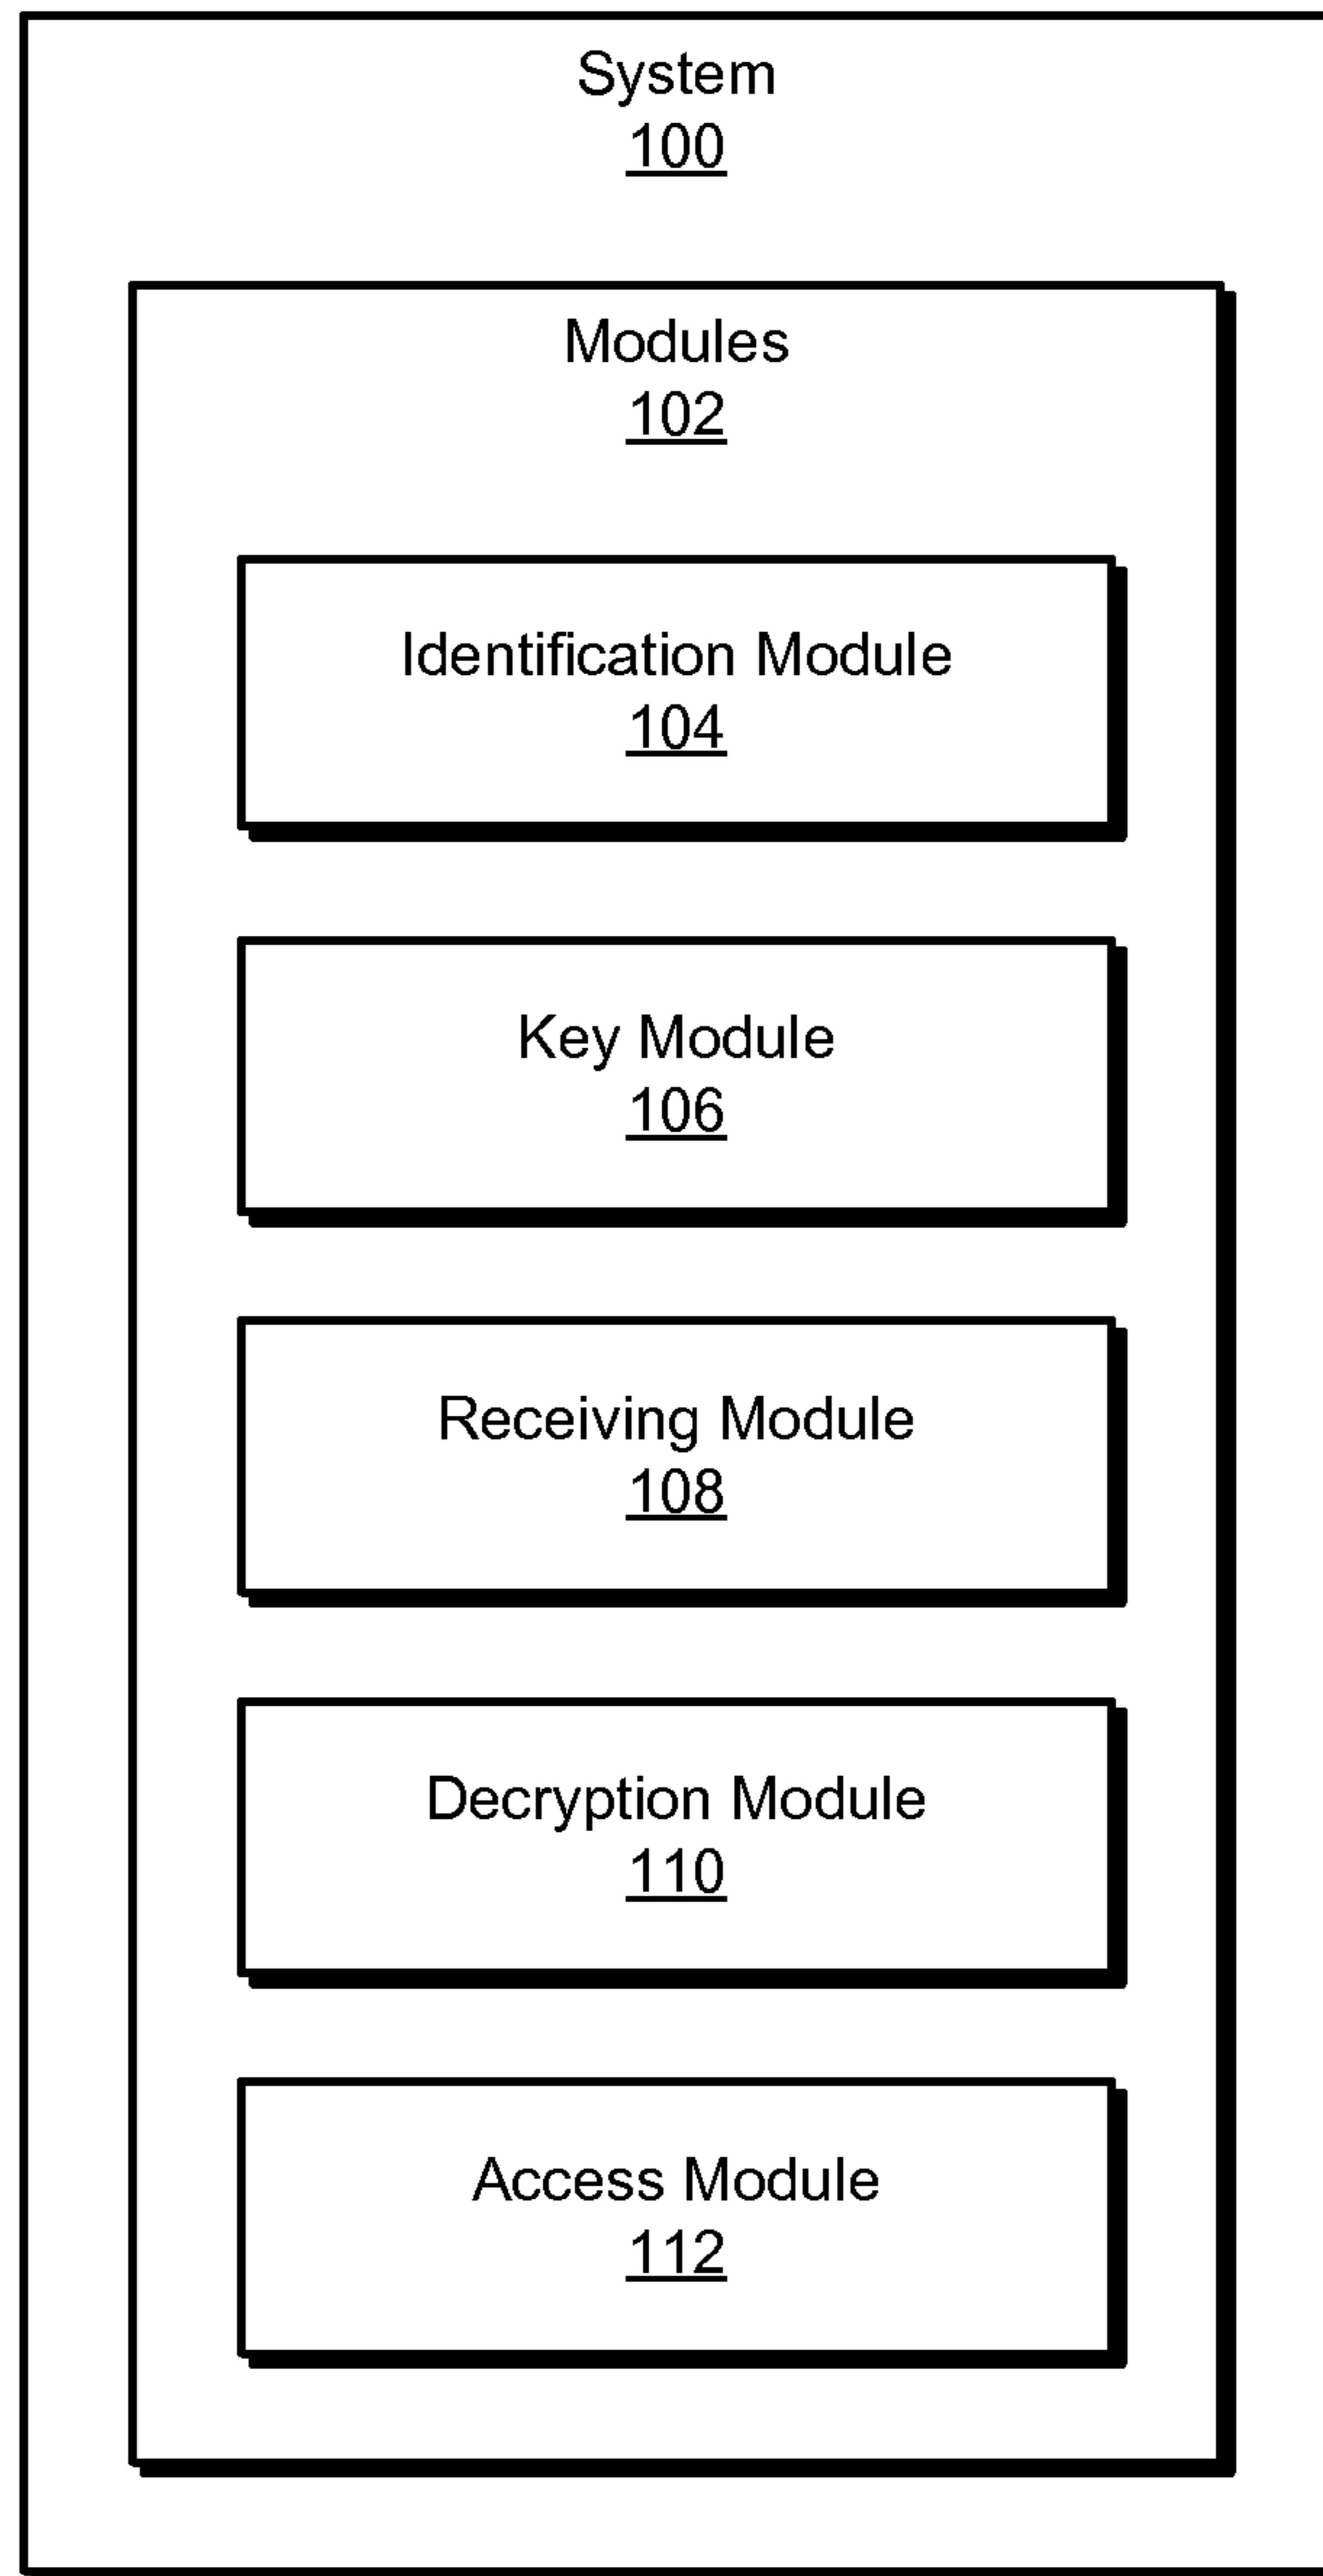 System
100
Modules
102
Identification Module
104
Key Module
106
Receiving Module
108
Decryption Module
110
Access Module
112